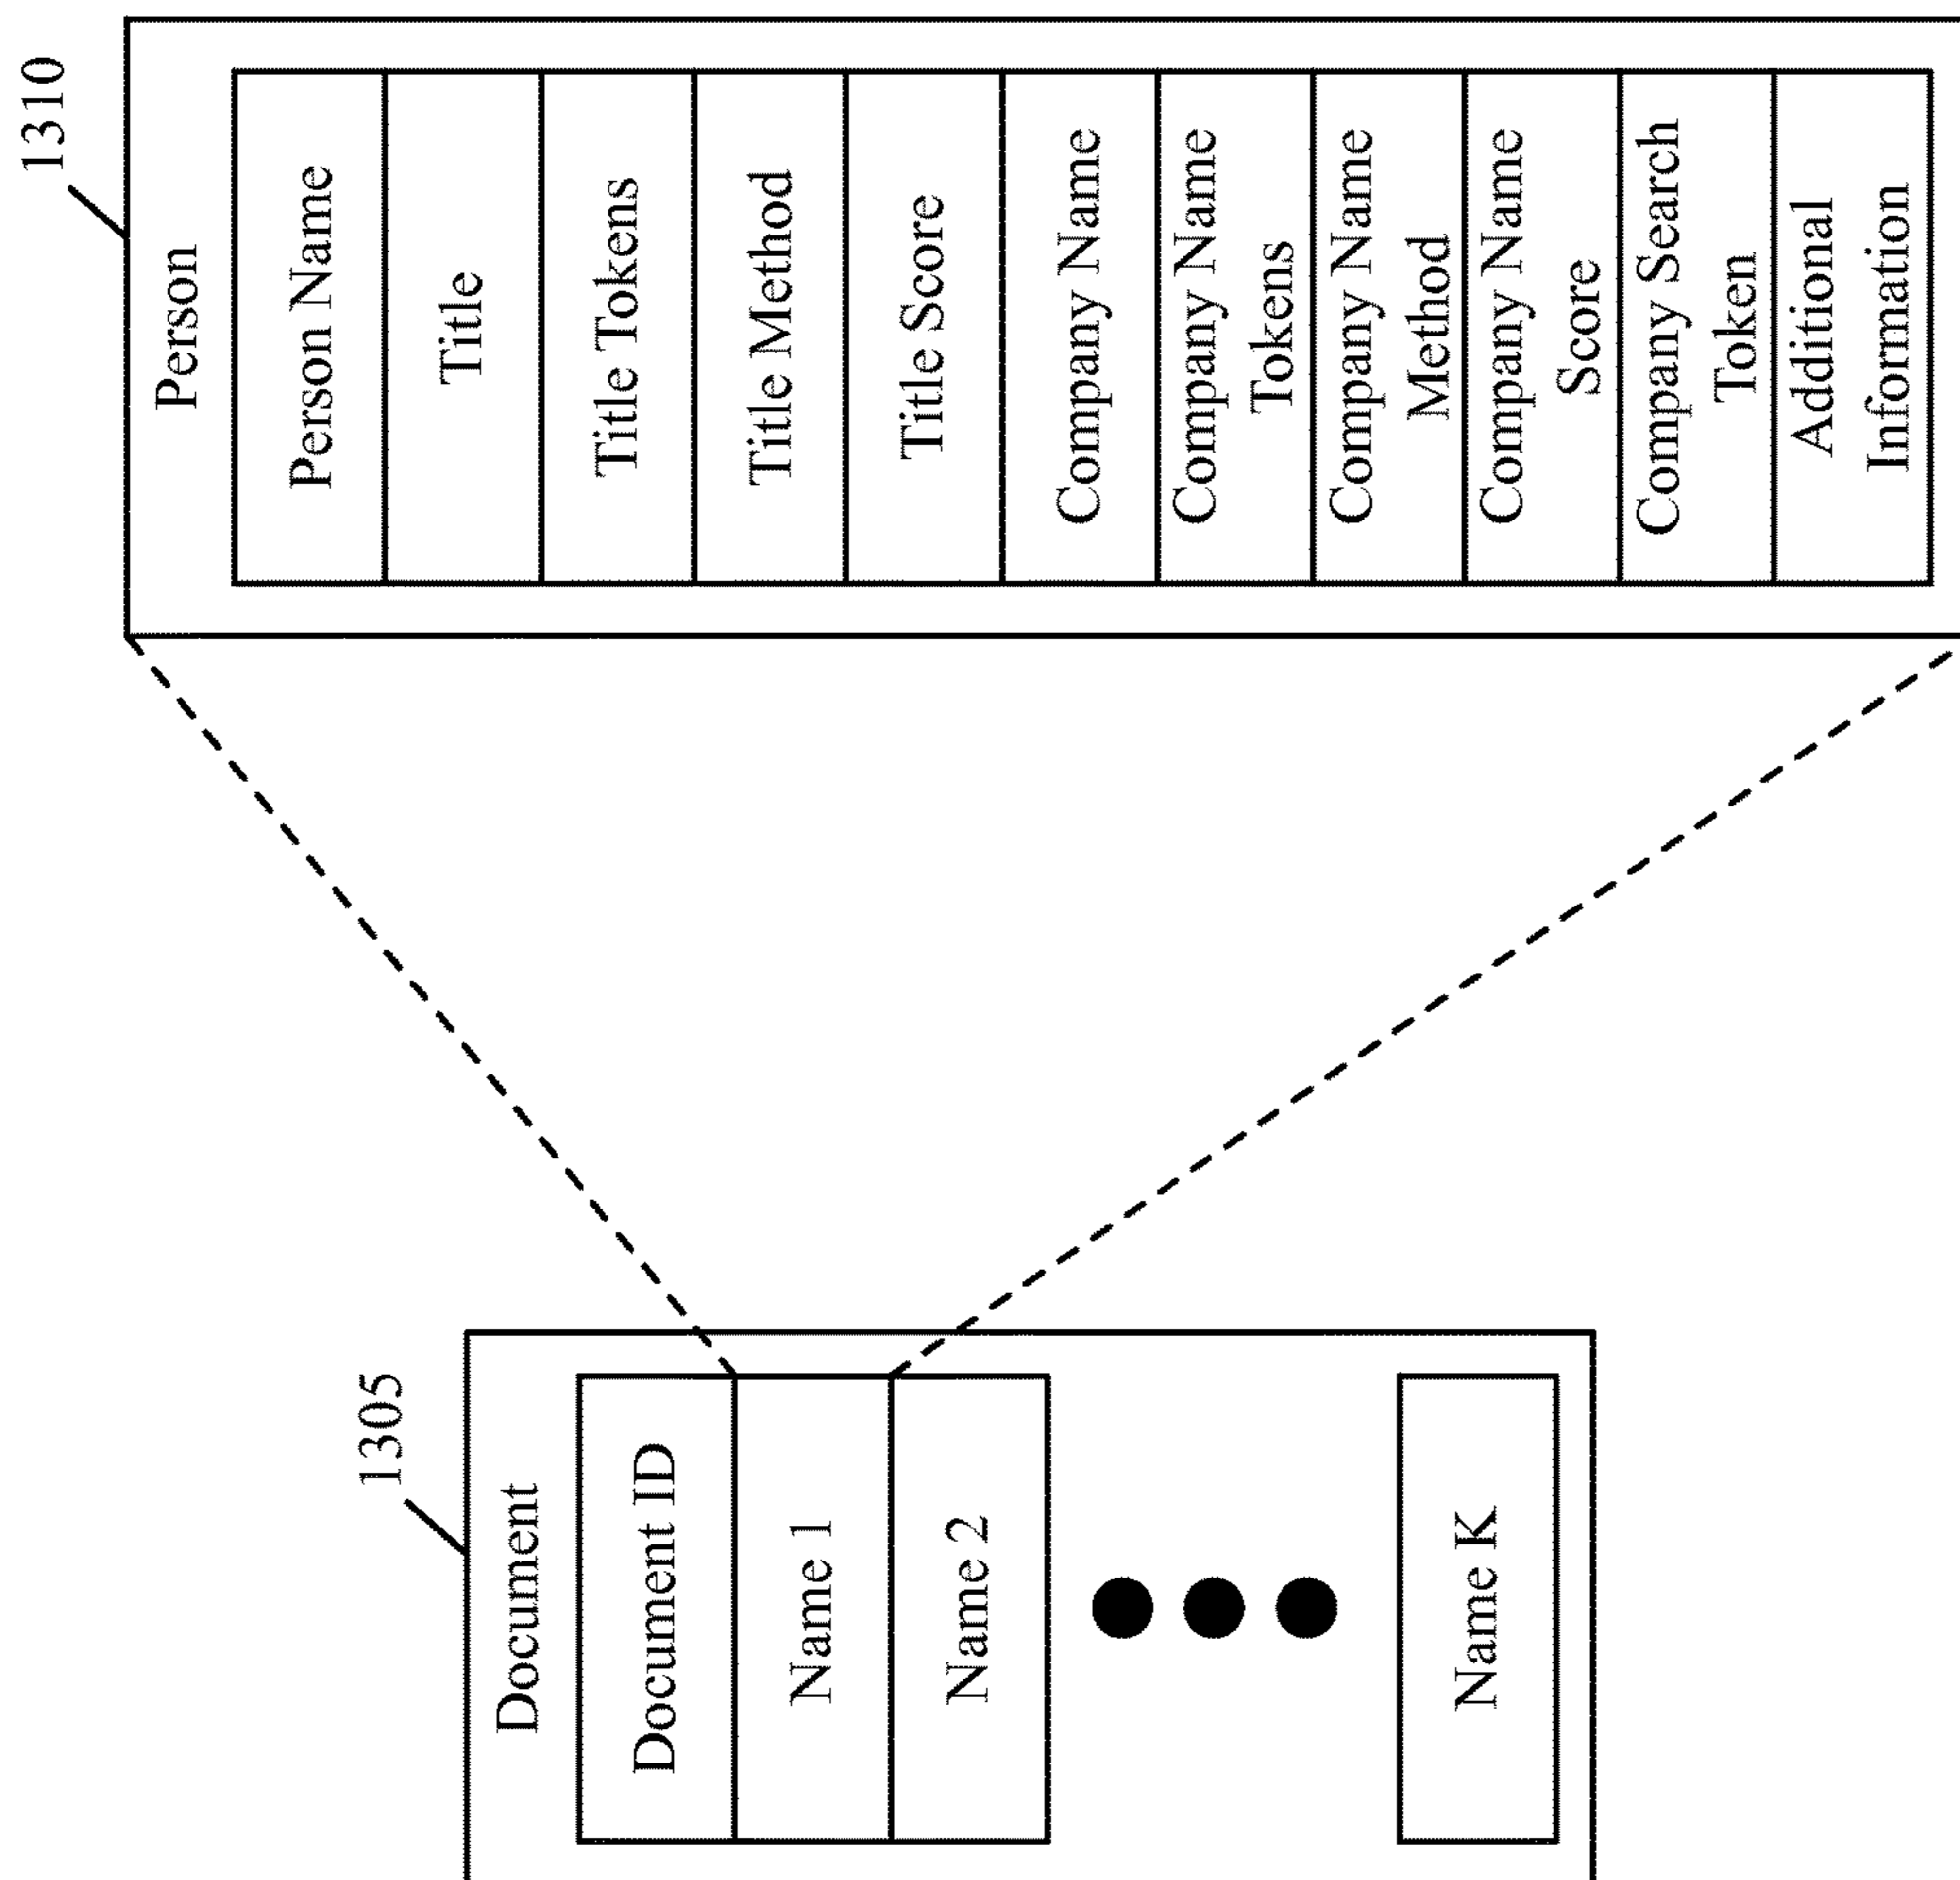 1305
Document
Document ID
Name 1
Name 2
Name K
1310
Person
Person Name
Title
Title Tokens
Title Method
Title Score
Company Name
Company Name
Tokens
Company Name
Method
Company Name
Score
Company Search
Token
Additional
Information